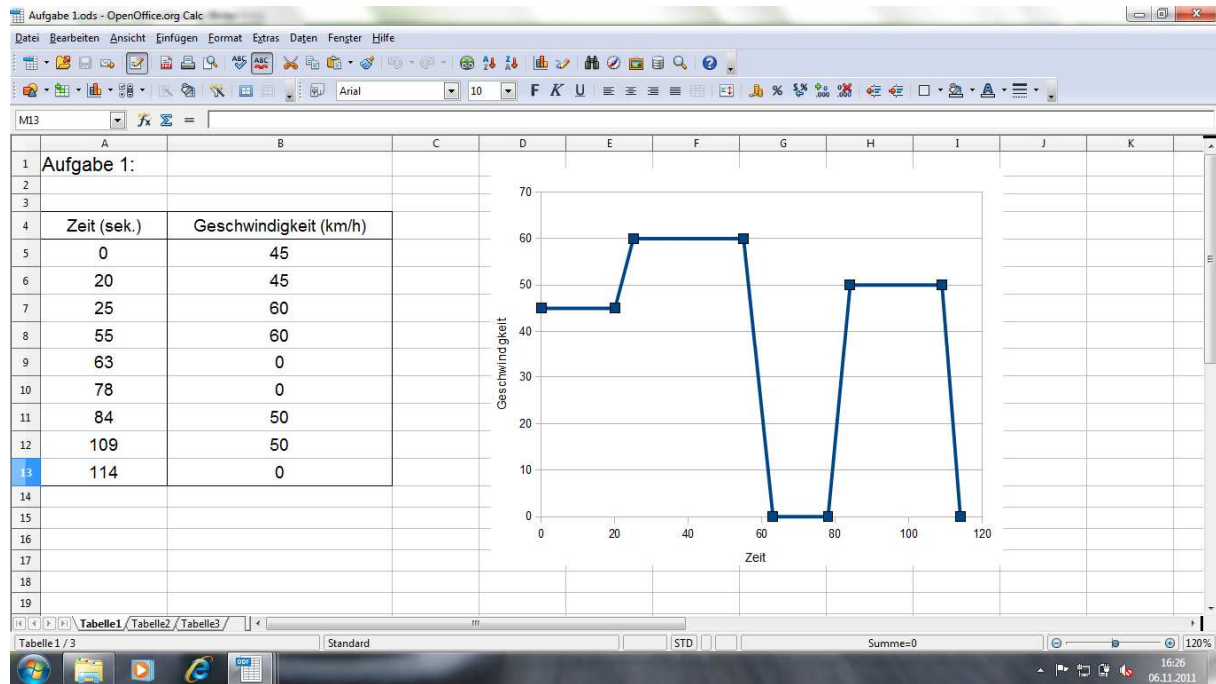 Aufgabe 1.ods - OpenOffice.org Calc
Datei Bearbeiten Ansicht Einfügen Format Extras Daten Fenster Hilfe
Arial 10 F K U
M13 fx Σ =
A B C D E F G H I J K
1 Aufgabe 1:
2
3
4 Zeit (sek.) Geschwindigkeit (km/h)
5 0 45
6 20 45
7 25 60
8 55 60
9 63 0
10 78 0
11 84 50
12 109 50
13 114 0
14
15
16
17
18
19
70
60
50
40
30
20
10
0
Geschwindgkeit
0 20 40 60 80 100 120
Zeit
Tabelle1 Tabelle2 Tabelle3
Tabelle 1 / 3 Standard STD Summe=0 120%
16:26
06.11.2011